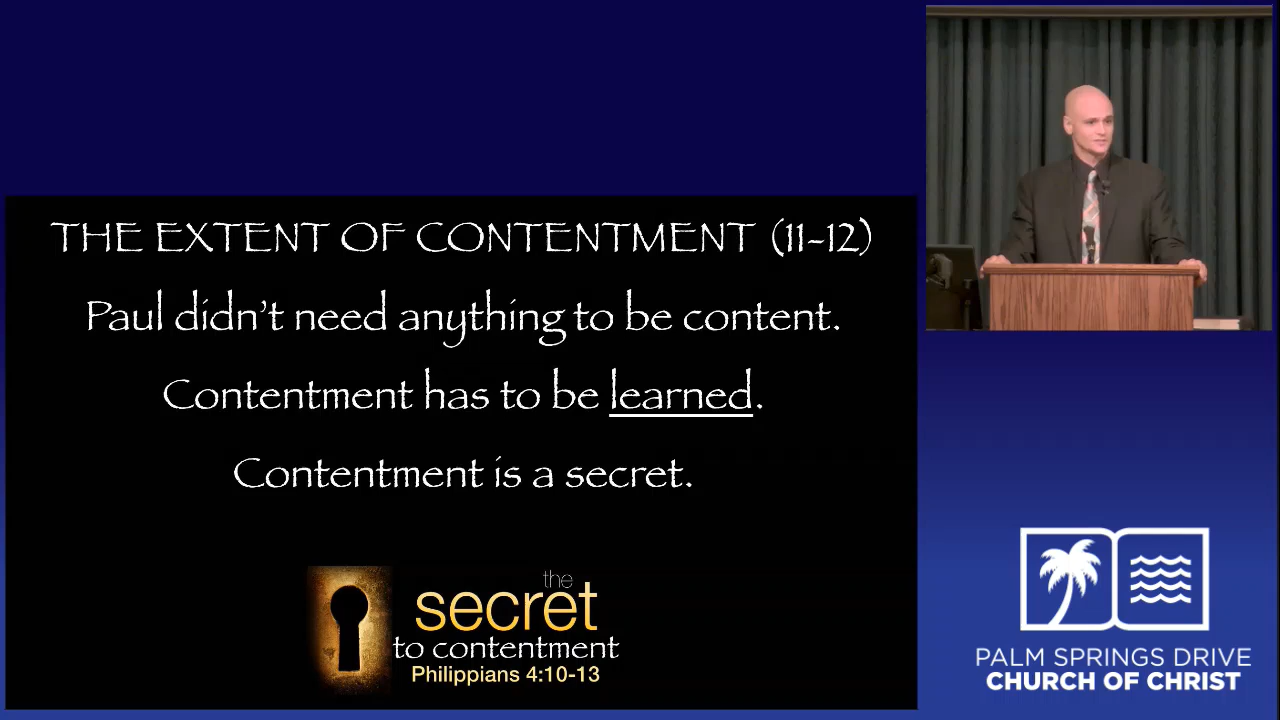 THE EXTENT OF CONTENTMENT (11-12)
Paul didn't need anything to be content.
Contentment has to be learned.
Contentment is a secret.
the
secret
to contentment
Philippians 4:10-13
PALM SPRINGS DRIVE
CHURCH OF CHRIST